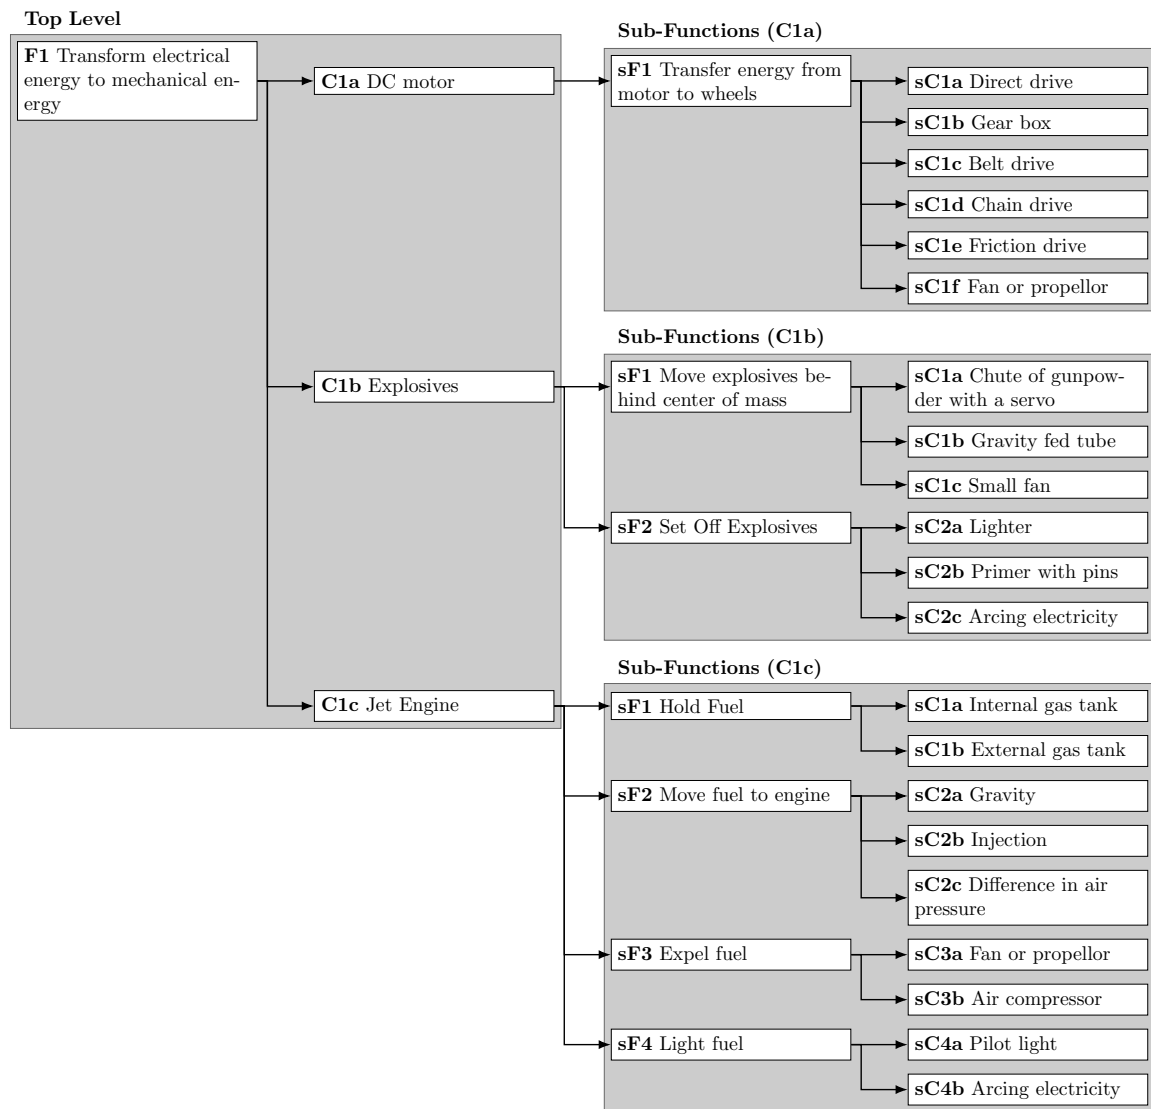 Top Level
F1 Transform electrical
energy to mechanical en-
ergy
C1a DC motor
Sub-Functions (C1a)
sF1 Transfer energy from
motor to wheels
sC1a Direct drive
sC1b Gear box
sC1c Belt drive
sC1d Chain drive
sC1e Friction drive
sC1f Fan or propellor
C1b Explosives
Sub-Functions (C1b)
sF1 Move explosives be-
hind center of mass
sC1a Chute of gunpow-
der with a servo
sC1b Gravity fed tube
sC1c Small fan
sF2 Set Off Explosives
sC2a Lighter
sC2b Primer with pins
sC2c Arcing electricity
C1c Jet Engine
Sub-Functions (C1c)
sF1 Hold Fuel
sC1a Internal gas tank
sC1b External gas tank
sF2 Move fuel to engine
sC2a Gravity
sC2b Injection
sC2c Difference in air
pressure
sF3 Expel fuel
sC3a Fan or propellor
sC3b Air compressor
sF4 Light fuel
sC4a Pilot light
sC4b Arcing electricity